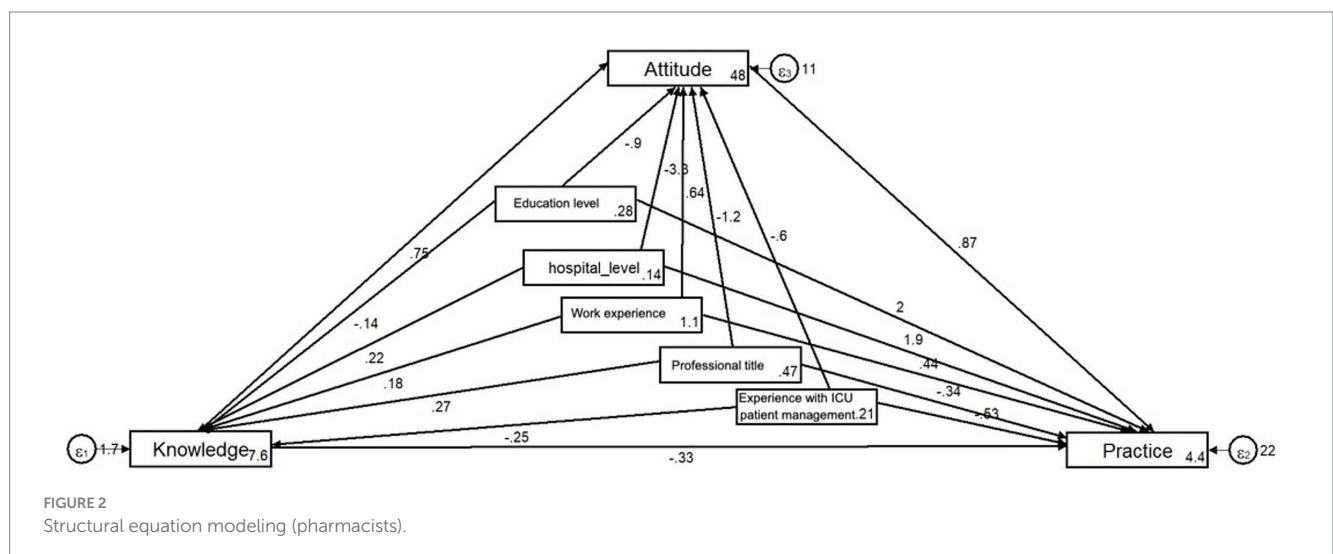 Attitude 48
ε3 11
-.9
-3.3
.64
Education level .28
-1.2
-.6
.87
.75
hospital_level .14
2
Work experience 1.1
-.14
1.9
.22
.44
Professional title .47
.18
-.34
Experience with ICU
patient management .21
.27
-.53
-.25
ε1 1.7
Knowledge 7.6
-.33
Practice 4.4
ε2 22
FIGURE 2
Structural equation modeling (pharmacists).